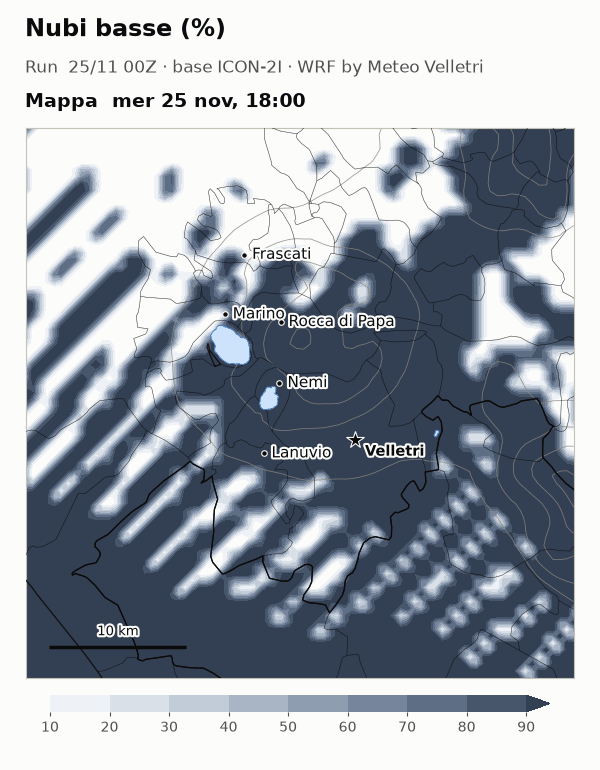 Nubi basse (%)
Run  25/11 00Z · base ICON-2I · WRF by Meteo Velletri
Mappa  mer 25 nov, 18:00
Frascati
Marino
Rocca di Papa
Nemi
Velletri
Lanuvio
10 km
10 20 30 40 50 60 70 80 90